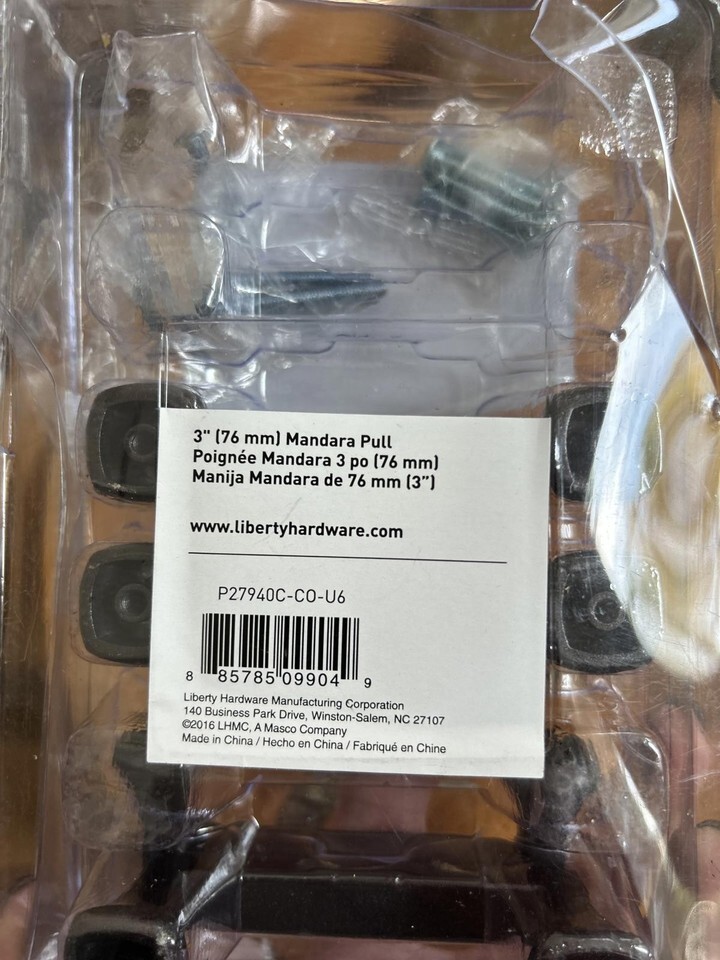 3" (76 mm) Mandara Pull
Poignée Mandara 3 po (76 mm)
Manija Mandara de 76 mm (3”)
www.libertyhardware.com
P27940C-CO-U6
8 85785 09904 9
Liberty Hardware Manufacturing Corporation
140 Business Park Drive, Winston-Salem, NC 27107
©2016 LHMC, A Masco Company
Made in China / Hecho en China / Fabriqué en Chine